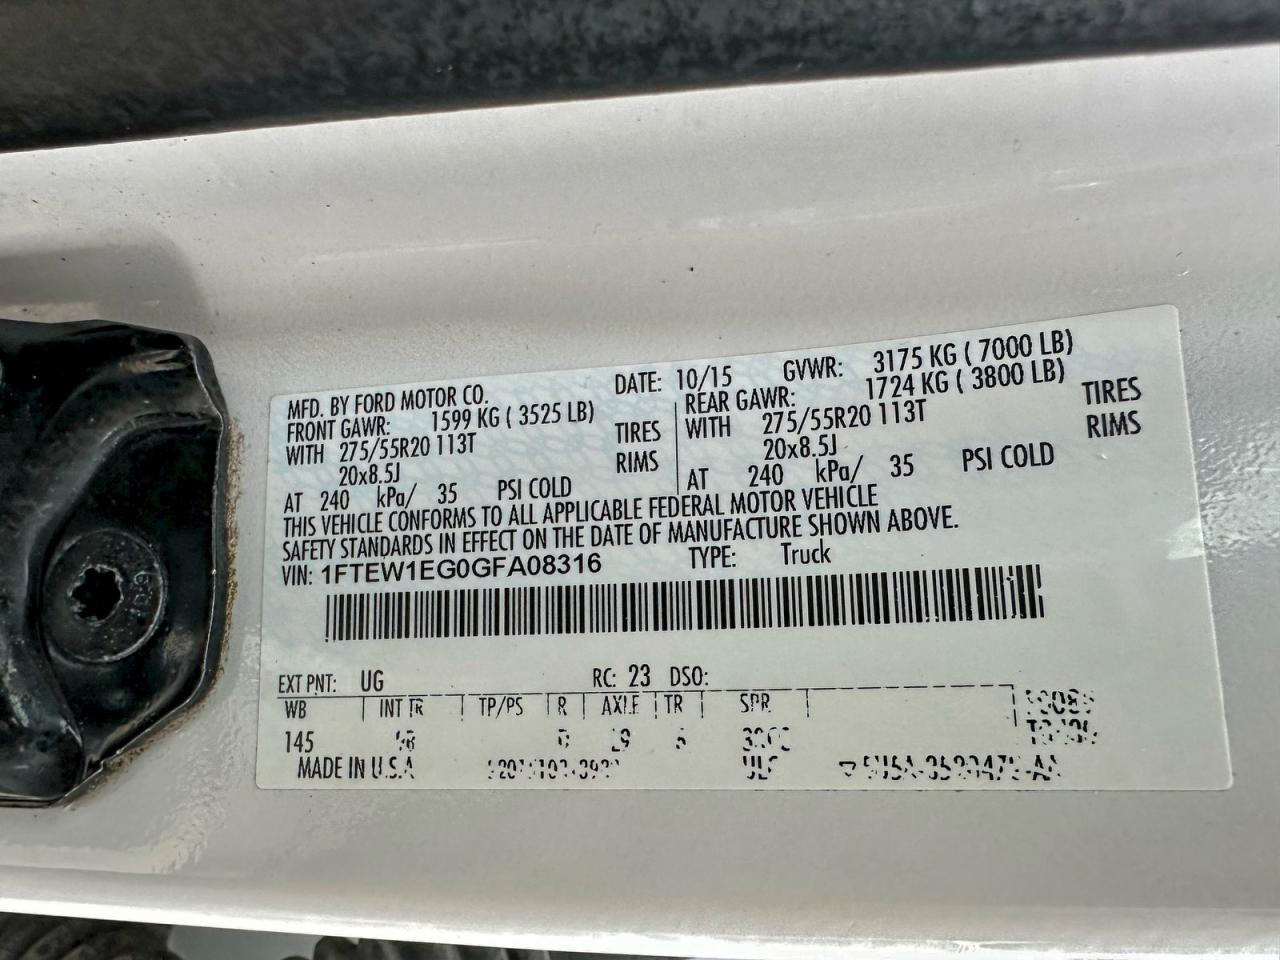 MFD. BY FORD MOTOR CO. DATE: 10/15 GVWR: 3175 KG ( 7000 LB)
FRONT GAWR: 1599 KG ( 3525 LB) REAR GAWR: 1724 KG ( 3800 LB)
WITH 275/55R20 113T TIRES WITH 275/55R20 113T TIRES
20x8.5J RIMS 20x8.5J RIMS
AT 240 kPa/ 35 PSI COLD AT 240 kPa/ 35 PSI COLD
THIS VEHICLE CONFORMS TO ALL APPLICABLE FEDERAL MOTOR VEHICLE
SAFETY STANDARDS IN EFFECT ON THE DATE OF MANUFACTURE SHOWN ABOVE.
VIN: 1FTEW1EG0GFA08316 TYPE: Truck
EXT PNT: UG RC: 23 DSO:
WB INT TR TP/PS R AXLE TR SPR
145
MADE IN U.S.A